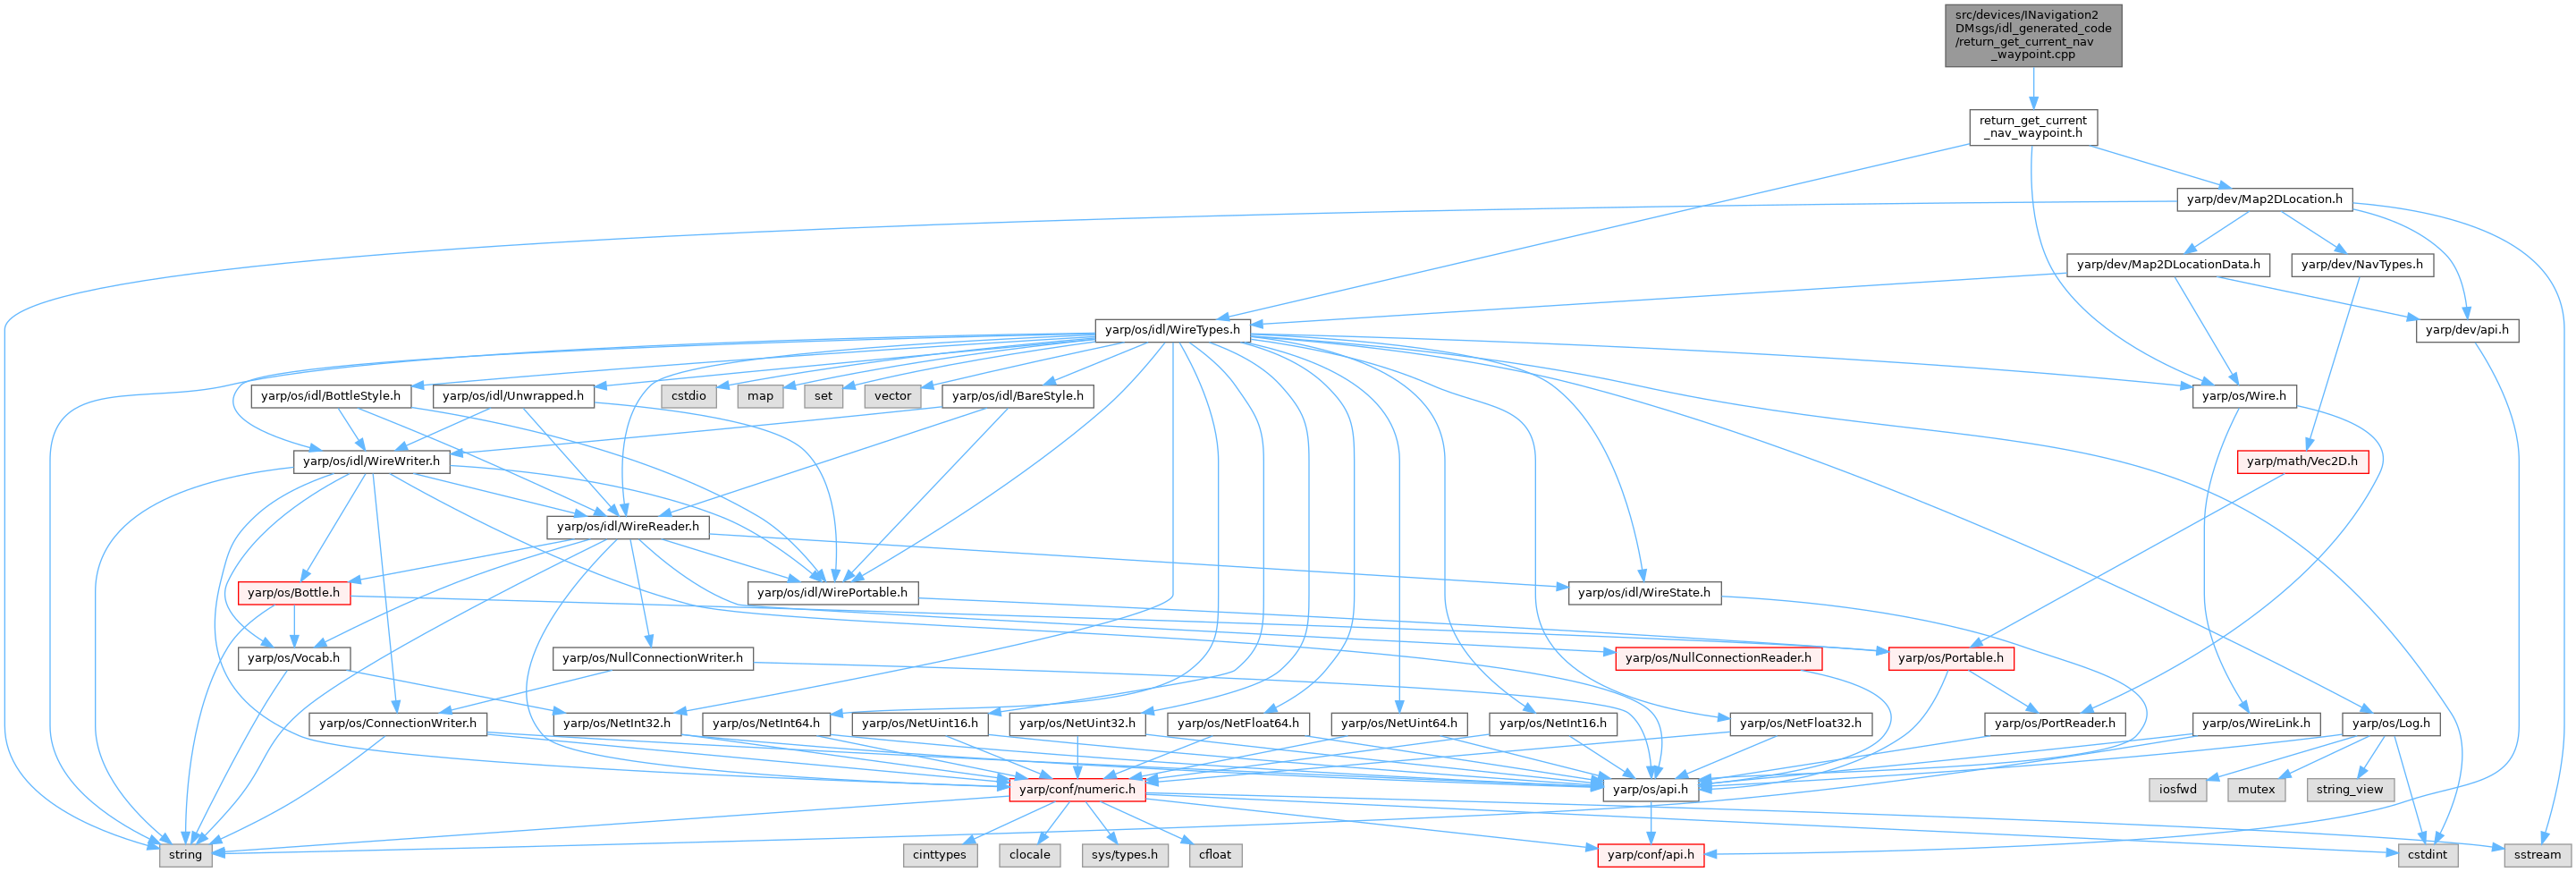 src/devices/INavigation2
DMsgs/idl_generated_code
/return_get_current_nav
_waypoint.cpp
return_get_current
_nav_waypoint.h
yarp/dev/Map2DLocation.h
yarp/dev/Map2DLocationData.h
yarp/dev/NavTypes.h
yarp/os/idl/WireTypes.h
yarp/dev/api.h
yarp/os/idl/BottleStyle.h
yarp/os/idl/Unwrapped.h
cstdio
map
set
vector
yarp/os/idl/BareStyle.h
yarp/os/Wire.h
yarp/os/idl/WireWriter.h
yarp/math/Vec2D.h
yarp/os/idl/WireReader.h
yarp/os/Bottle.h
yarp/os/idl/WirePortable.h
yarp/os/idl/WireState.h
yarp/os/Vocab.h
yarp/os/NullConnectionWriter.h
yarp/os/NullConnectionReader.h
yarp/os/Portable.h
yarp/os/ConnectionWriter.h
yarp/os/NetInt32.h
yarp/os/NetInt64.h
yarp/os/NetUint16.h
yarp/os/NetUint32.h
yarp/os/NetFloat64.h
yarp/os/NetUint64.h
yarp/os/NetInt16.h
yarp/os/NetFloat32.h
yarp/os/PortReader.h
yarp/os/WireLink.h
yarp/os/Log.h
yarp/conf/numeric.h
yarp/os/api.h
iosfwd
mutex
string_view
string
cinttypes
clocale
sys/types.h
cfloat
yarp/conf/api.h
cstdint
sstream